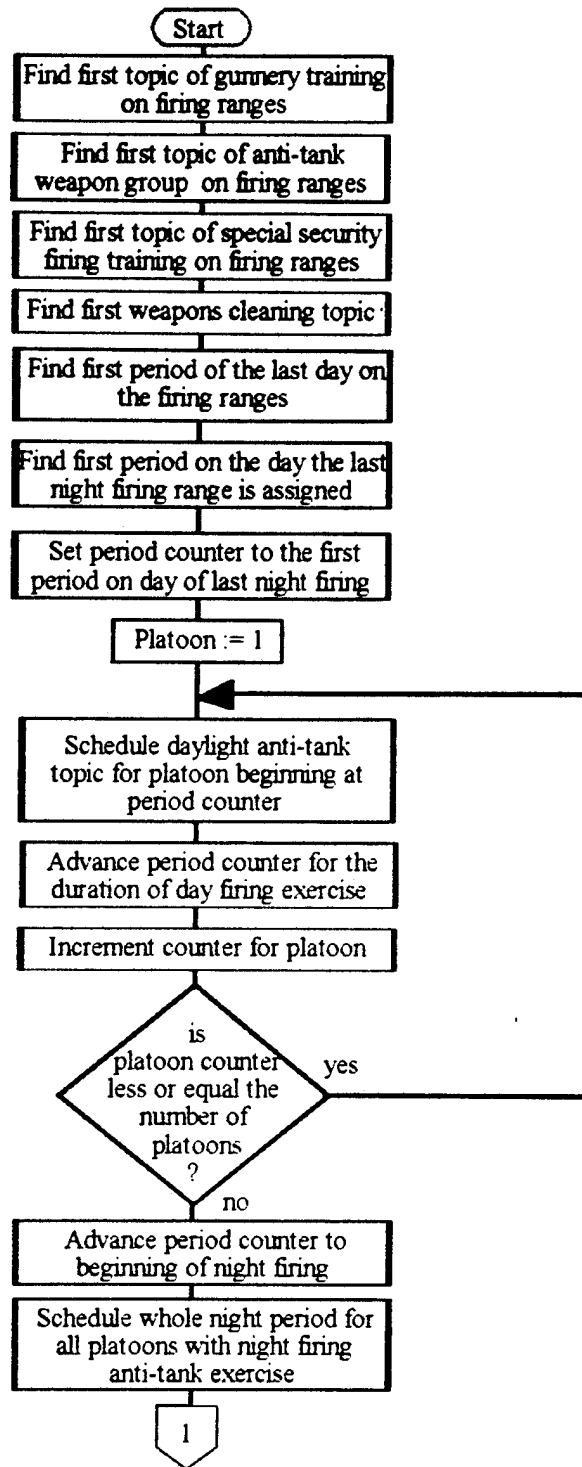 Start
Find first topic of gunnery training
on firing ranges
Find first topic of anti-tank
weapon group on firing ranges
Find first topic of special security
firing training on firing ranges
Find first weapons cleaning topic
Find first period of the last day on
the firing ranges
Find first period on the day the last
night firing range is assigned
Set period counter to the first
period on day of last night firing
Platoon := 1
Schedule daylight anti-tank
topic for platoon beginning at
period counter
Advance period counter for the
duration of day firing exercise
Increment counter for platoon
is
platoon counter
less or equal the
number of
platoons
?
yes
no
Advance period counter to
beginning of night firing
Schedule whole night period for
all platoons with night firing
anti-tank exercise
1